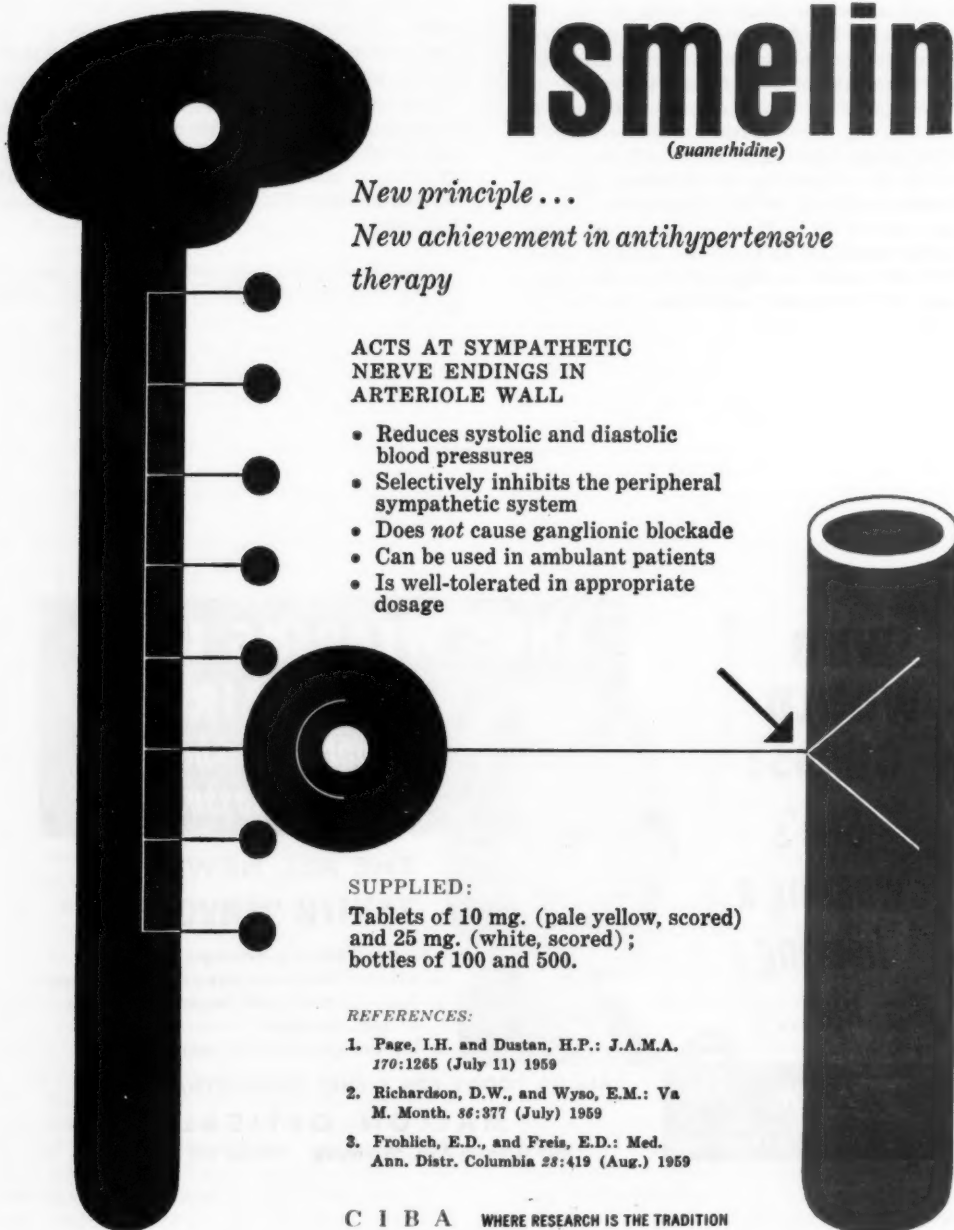 Ismelin
(guanethidine)
New principle . . .
New achievement in antihypertensive
therapy
ACTS AT SYMPATHETIC
NERVE ENDINGS IN
ARTERIOLE WALL
• Reduces systolic and diastolic
blood pressures
• Selectively inhibits the peripheral
sympathetic system
• Does not cause ganglionic blockade
• Can be used in ambulant patients
• Is well-tolerated in appropriate
dosage
SUPPLIED:
Tablets of 10 mg. (pale yellow, scored)
and 25 mg. (white, scored) ;
bottles of 100 and 500.
REFERENCES:
1. Page, I.H. and Dustan, H.P.: J.A.M.A.
170:1265 (July 11) 1959
2. Richardson, D.W., and Wyso, E.M.: Va
M. Month. 86:377 (July) 1959
3. Frohlich, E.D., and Freis, E.D.: Med.
Ann. Distr. Columbia 28:419 (Aug.) 1959
C I B A WHERE RESEARCH IS THE TRADITION